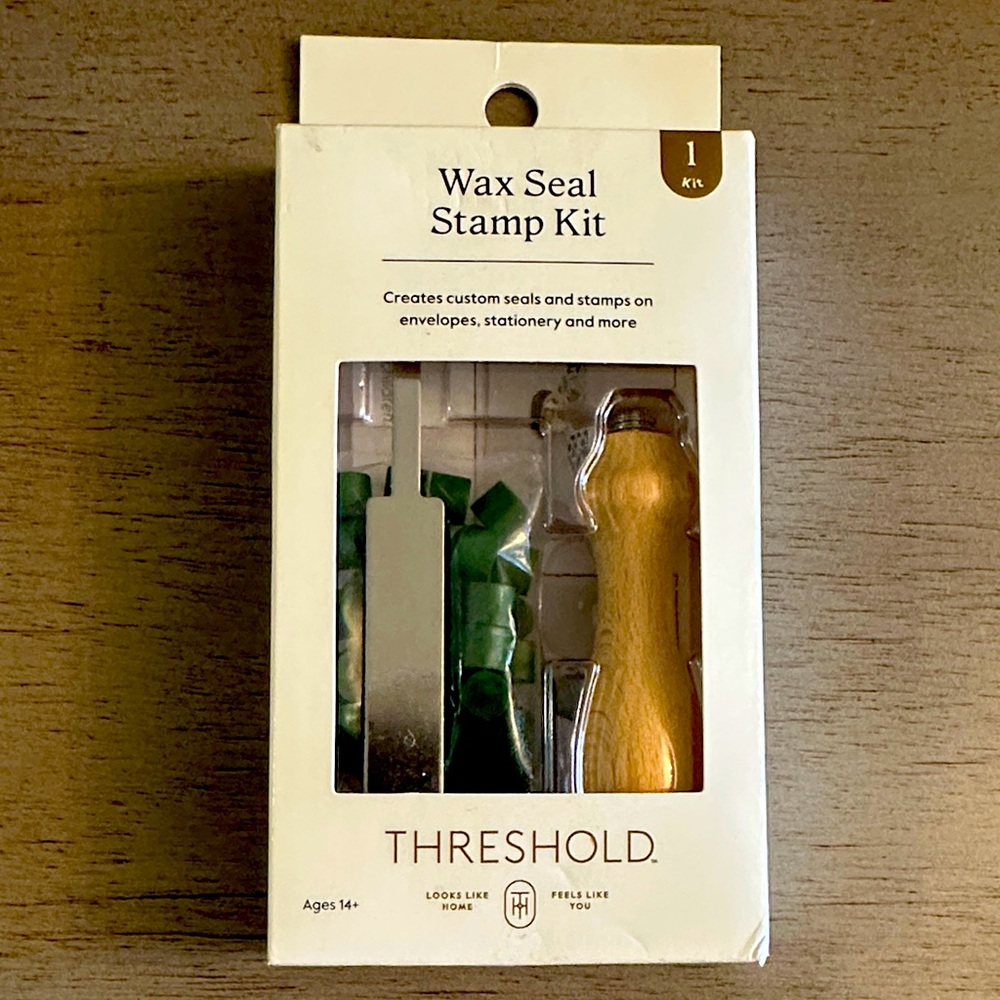 1
Kit
Wax Seal
Stamp Kit
Creates custom seals and stamps on
envelopes, stationery and more
THRESHOLD™
Ages 14+
LOOKS LIKE
HOME
FEELS LIKE
YOU